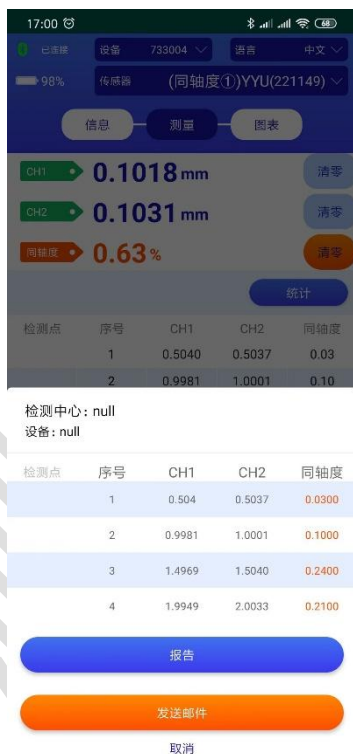 17:00 68
已连接 设备 733004 语言 中文
98% 传感器 (同轴度①)YYU(221149)
信息 测量 图表
CH1 0.1018 mm 清零
CH2 0.1031 mm 清零
同轴度 0.63 % 清零
统计
检测点 序号 CH1 CH2 同轴度
1 0.5040 0.5037 0.03
2 0.9981 1.0001 0.10
检测中心: null
设备: null
检测点 序号 CH1 CH2 同轴度
1 0.504 0.5037 0.0300
2 0.9981 1.0001 0.1000
3 1.4969 1.5040 0.2400
4 1.9949 2.0033 0.2100
报告
发送邮件
取消